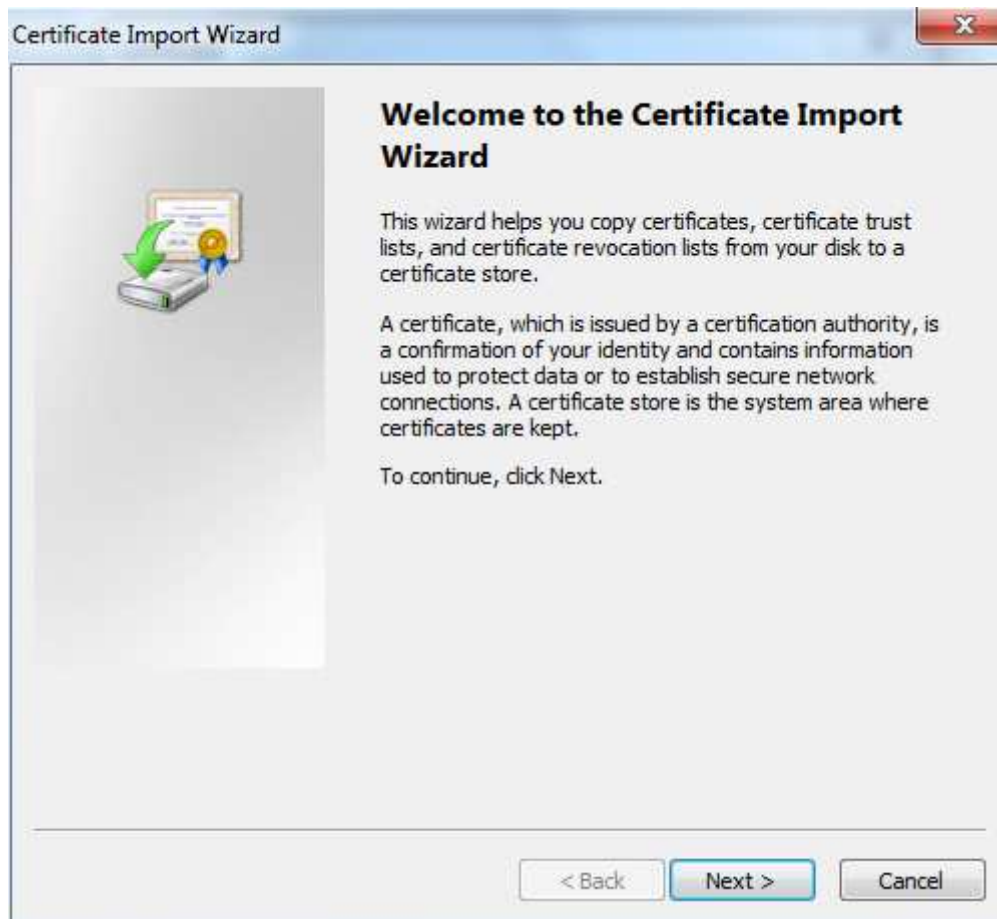 Certificate Import Wizard
Welcome to the Certificate Import
Wizard
This wizard helps you copy certificates, certificate trust
lists, and certificate revocation lists from your disk to a
certificate store.
A certificate, which is issued by a certification authority, is
a confirmation of your identity and contains information
used to protect data or to establish secure network
connections. A certificate store is the system area where
certificates are kept.
To continue, click Next.
< Back
Next >
Cancel